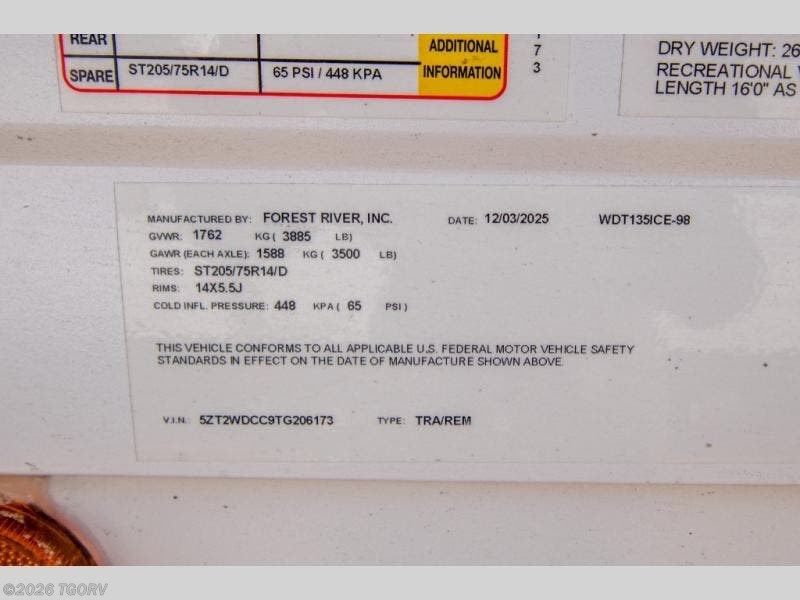 REAR
SPARE ST205/75R14/D 65 PSI / 448 KPA
ADDITIONAL
INFORMATION
7
3
DRY WEIGHT: 26
RECREATIONAL
LENGTH 16'0" AS
MANUFACTURED BY: FOREST RIVER, INC. DATE: 12/03/2025 WDT135ICE-98
GVWR: 1762 KG ( 3885 LB)
GAWR (EACH AXLE): 1588 KG ( 3500 LB)
TIRES: ST205/75R14/D
RIMS: 14X5.5J
COLD INFL. PRESSURE: 448 KPA ( 65 PSI )
THIS VEHICLE CONFORMS TO ALL APPLICABLE U.S. FEDERAL MOTOR VEHICLE SAFETY
STANDARDS IN EFFECT ON THE DATE OF MANUFACTURE SHOWN ABOVE.
V.I.N.: 5ZT2WDCC9TG206173 TYPE: TRA/REM
©2026 TGORV